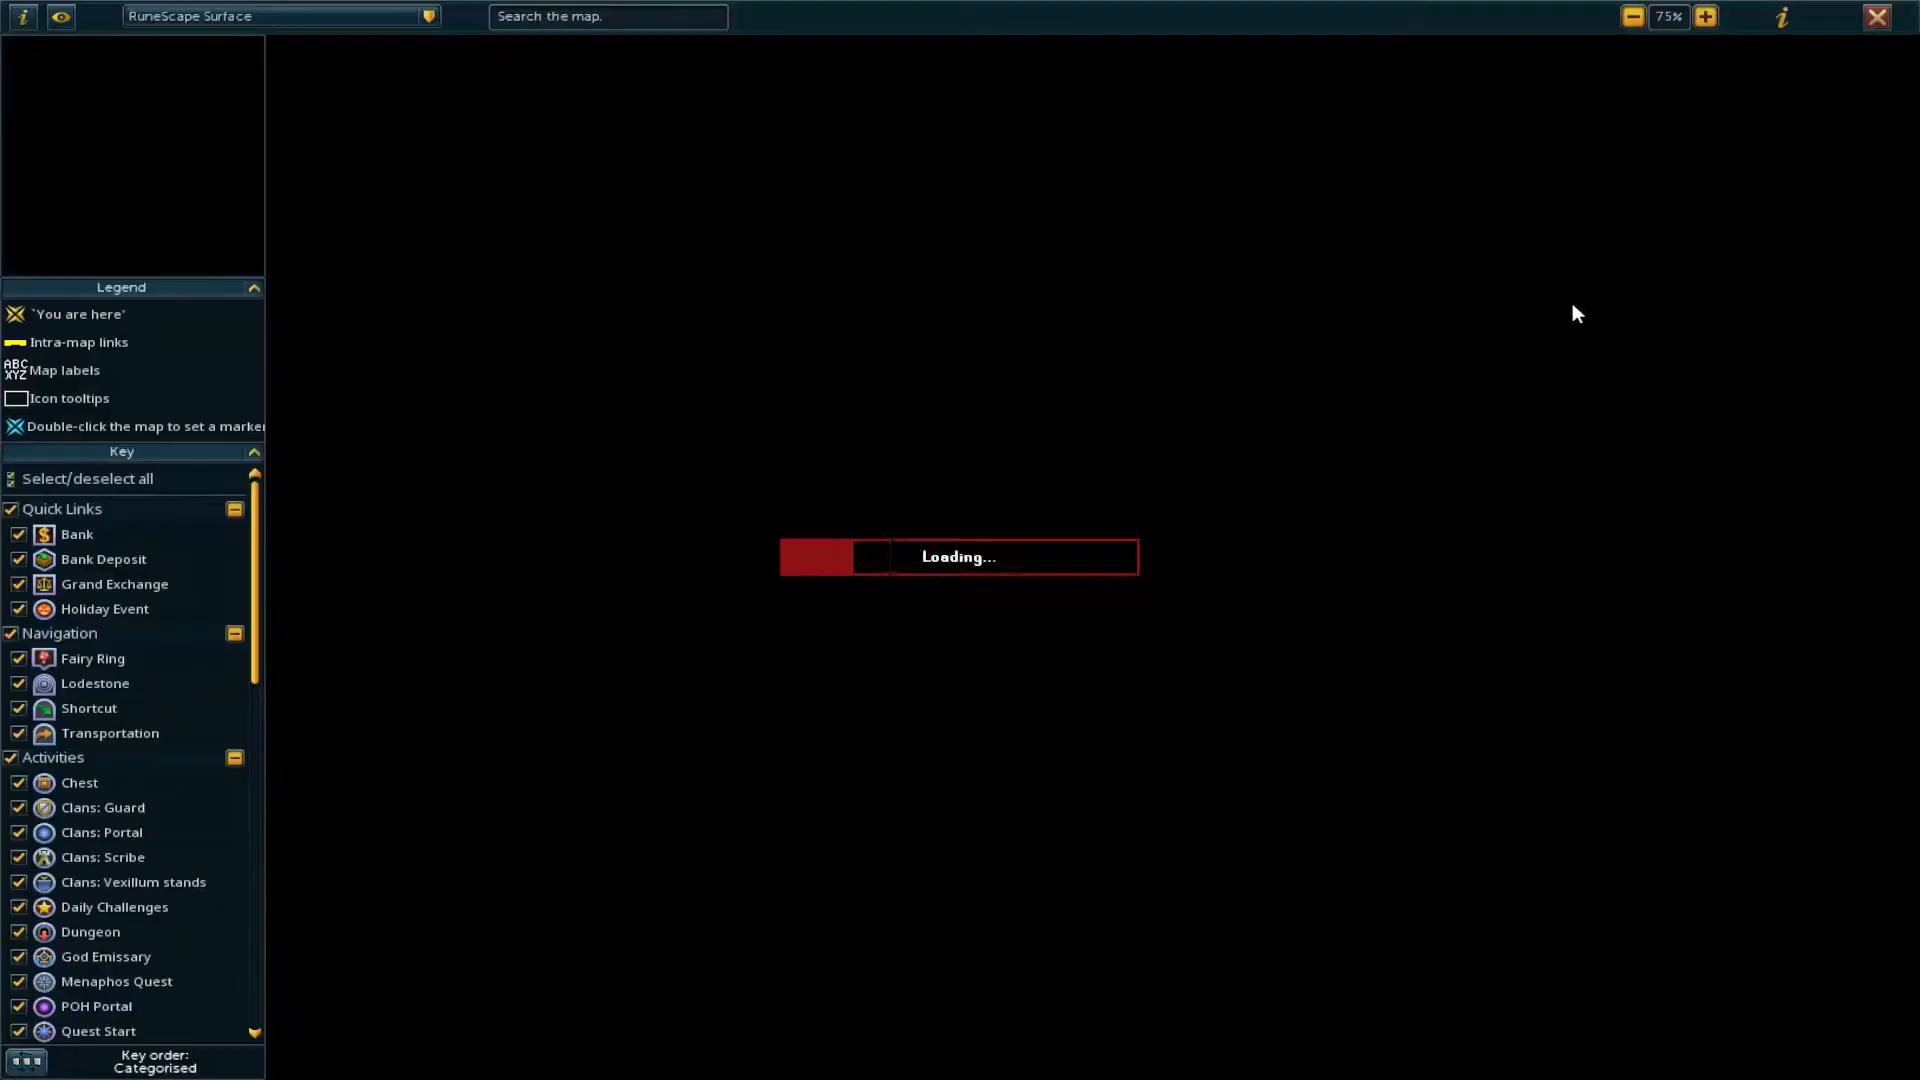 RuneScape Surface
Search the map.
75%
Legend
`You are here'
Intra-map links
ABC
XYZ
Map labels
Icon tooltips
Double-click the map to set a marker
Key
Select/deselect all
Quick Links
Bank
Bank Deposit
Grand Exchange
Holiday Event
Navigation
Fairy Ring
Lodestone
Shortcut
Transportation
Activities
Chest
Clans: Guard
Clans: Portal
Clans: Scribe
Clans: Vexillum stands
Daily Challenges
Dungeon
God Emissary
Menaphos Quest
POH Portal
Quest Start
Key order:
Categorised
Loading...